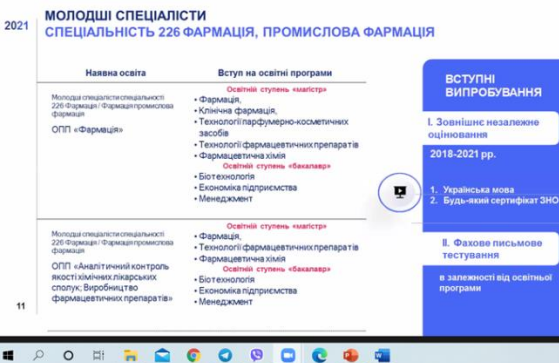 2021
МОЛОДШІ СПЕЦІАЛІСТИ
СПЕЦІАЛЬНІСТЬ 226 ФАРМАЦІЯ, ПРОМИСЛОВА ФАРМАЦІЯ
Наявна освіта
Вступ на освітні програми
Молодші спеціалісти спеціальності
226 Фармація / Фармація промислова
фармація
ОПП «Фармація»
Освітній ступень «магістр»
• Фармація,
• Клінічна фармація,
• Технології парфумерно-косметичних
засобів
• Технології фармацевтичних препаратів
• Фармацевтична хімія
Освітній ступень «бакалавр»
• Біотехнологія
• Економіка підприємства
• Менеджмент
Молодші спеціалісти спеціальності
226 Фармація / Фармація промислова
фармація
ОПП «Аналітичний контроль
якості хімічних лікарських
сполук; Виробництво
фармацевтичних препаратів»
Освітній ступень «магістр»
• Фармація,
• Технології фармацевтичних препаратів
• Фармацевтична хімія
Освітній ступень «бакалавр»
• Біотехнологія
• Економіка підприємства
• Менеджмент
ВСТУПНІ
ВИПРОБУВАННЯ
І. Зовнішнє незалежне
оцінювання
2018-2021 рр.
1. Українська мова
2. Будь-який сертифікат ЗНО
ІІ. Фахове письмове
тестування
в залежності від освітньої
програми
11